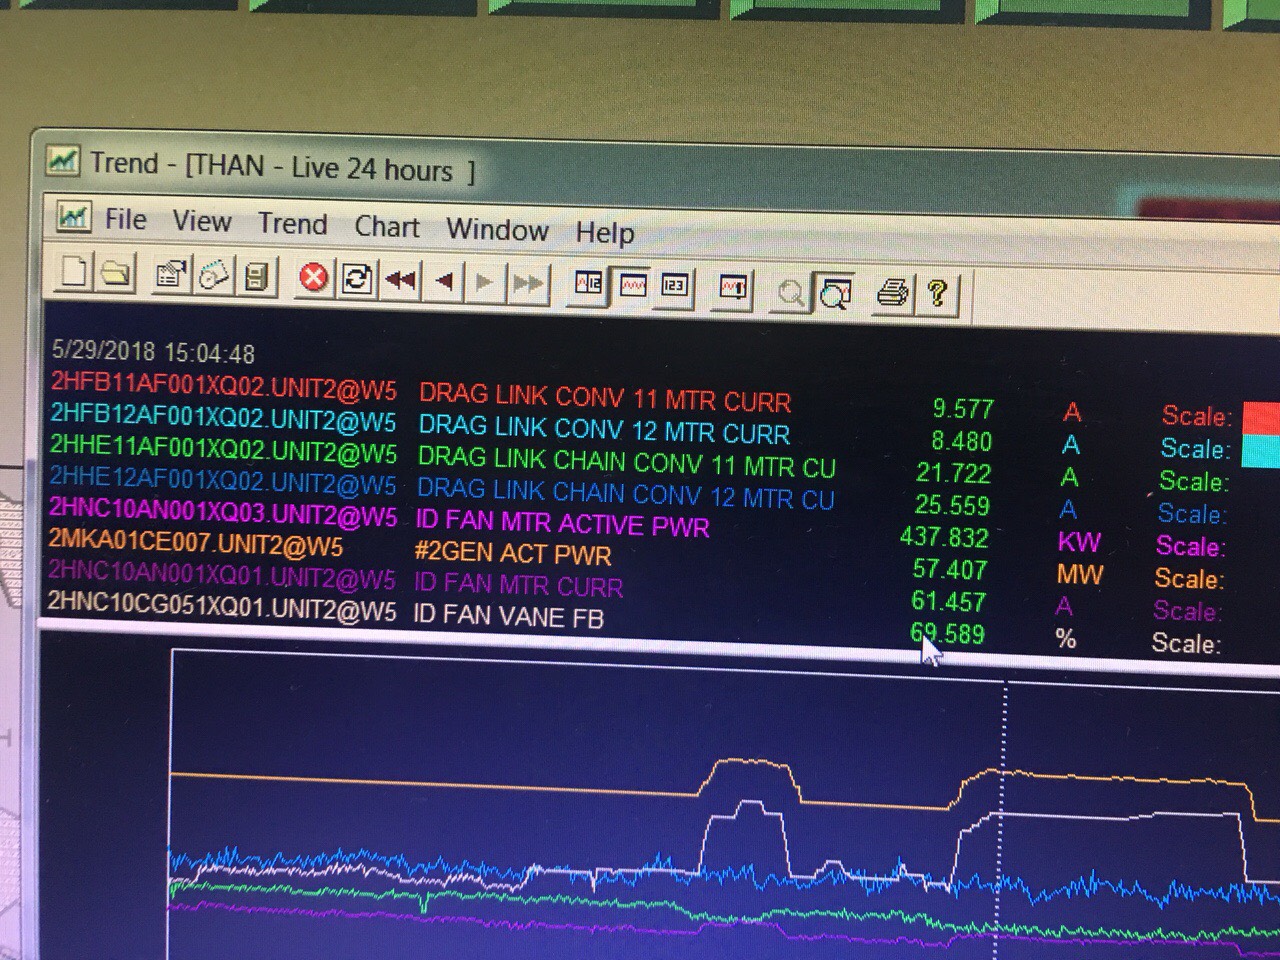 Trend - [THAN - Live 24 hours ]
File View Trend Chart Window Help
5/29/2018 15:04:48
2HFB11AF001XQ02.UNIT2@W5 DRAG LINK CONV 11 MTR CURR 9.577 A Scale:
2HFB12AF001XQ02.UNIT2@W5 DRAG LINK CONV 12 MTR CURR 8.480 A Scale:
2HHE11AF001XQ02.UNIT2@W5 DRAG LINK CHAIN CONV 11 MTR CU 21.722 A Scale:
2HHE12AF001XQ02.UNIT2@W5 DRAG LINK CHAIN CONV 12 MTR CU 25.559 A Scale:
2HNC10AN001XQ03.UNIT2@W5 ID FAN MTR ACTIVE PWR 437.832 KW Scale:
2MKA01CE007.UNIT2@W5 #2GEN ACT PWR 57.407 MW Scale:
2HNC10AN001XQ01.UNIT2@W5 ID FAN MTR CURR 61.457 A Scale:
2HNC10CG051XQ01.UNIT2@W5 ID FAN VANE FB 69.589 % Scale: